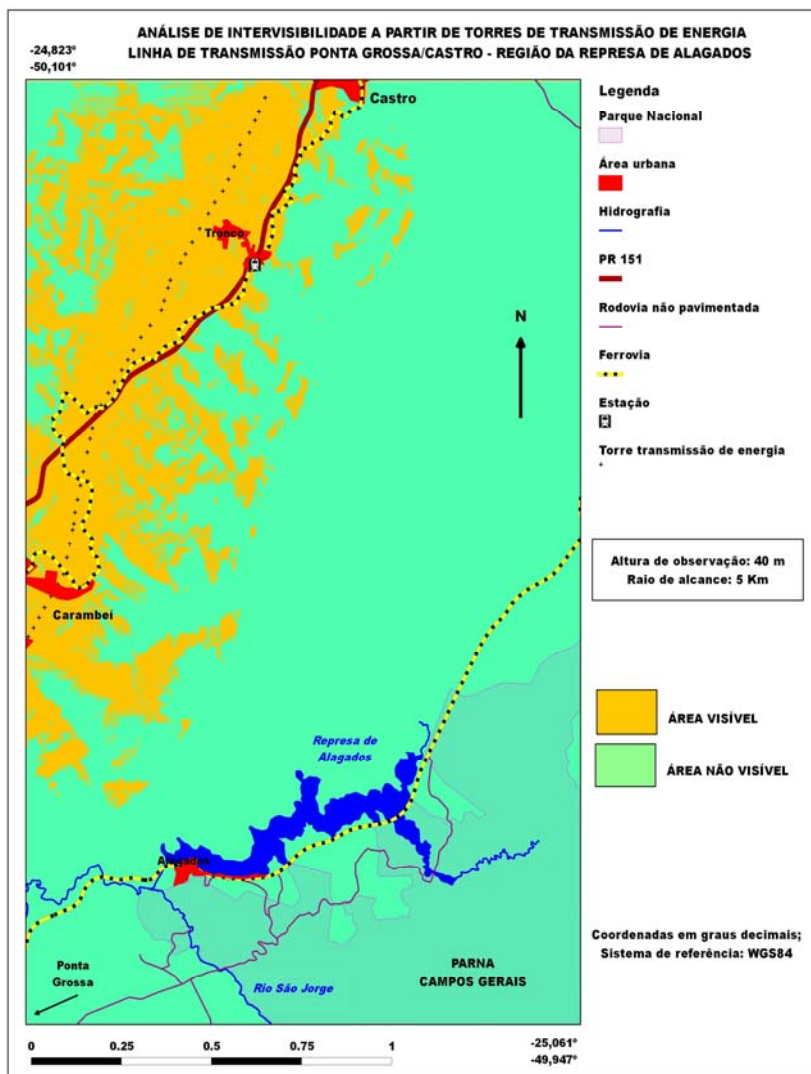 ANÁLISE DE INTERVISIBILIDADE A PARTIR DE TORRES DE TRANSMISSÃO DE ENERGIA
LINHA DE TRANSMISSÃO PONTA GROSSA/CASTRO - REGIÃO DA REPRESA DE ALAGADOS
-24,823º
-50,101º
Castro
Tronco
Carambeí
N
Represa de
Alagados
Alagados
Ponta
Grossa
Rio São Jorge
PARNA
CAMPOS GERAIS
Legenda
Parque Nacional
Área urbana
Hidrografia
PR 151
Rodovia não pavimentada
Ferrovia
Estação
Torre transmissão de energia
Altura de observação: 40 m
Raio de alcance: 5 Km
ÁREA VISÍVEL
ÁREA NÃO VISÍVEL
Coordenadas em graus decimais;
Sistema de referência: WGS84
-25,061º
-49,947º
0 0.25 0.5 0.75 1